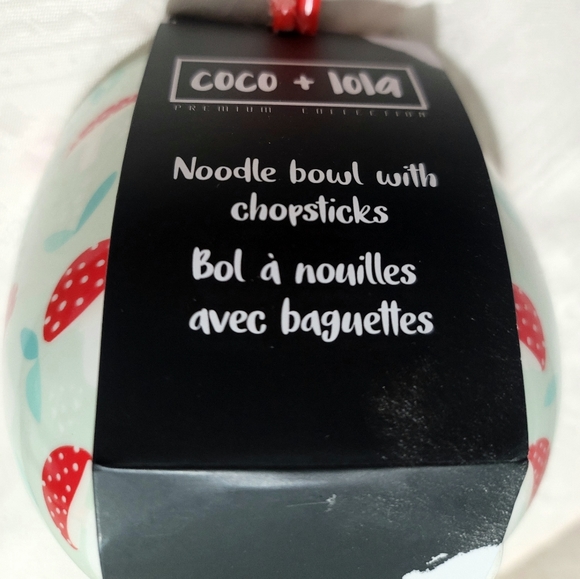 coco + lola
PREMIUM COLLECTION
Noodle bowl with
chopsticks
Bol à nouilles
avec baguettes